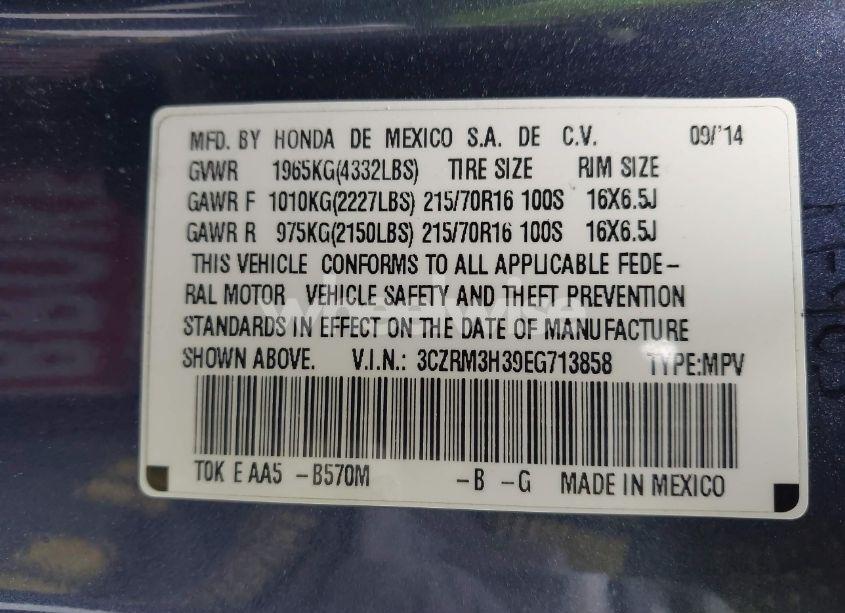 MFD. BY HONDA DE MEXICO S.A. DE C.V. 09/'14
GVWR 1965KG(4332LBS) TIRE SIZE RIM SIZE
GAWR F 1010KG(2227LBS) 215/70R16 100S 16X6.5J
GAWR R 975KG(2150LBS) 215/70R16 100S 16X6.5J
THIS VEHICLE CONFORMS TO ALL APPLICABLE FEDE-
RAL MOTOR VEHICLE SAFETY AND THEFT PREVENTION
wheelwise
STANDARDS IN EFFECT ON THE DATE OF MANUFACTURE
SHOWN ABOVE. V.I.N.: 3CZRM3H39EG713858 TYPE:MPV
T0K E AA5 -B570M -B -G MADE IN MEXICO